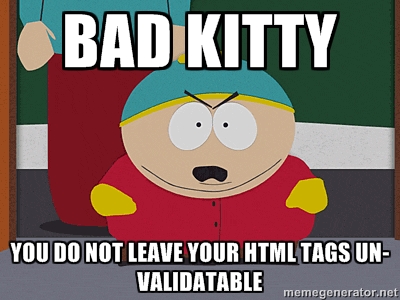 BAD KITTY
YOU DO NOT LEAVE YOUR HTML TAGS UN-
VALIDATABLE
memegenerator.net